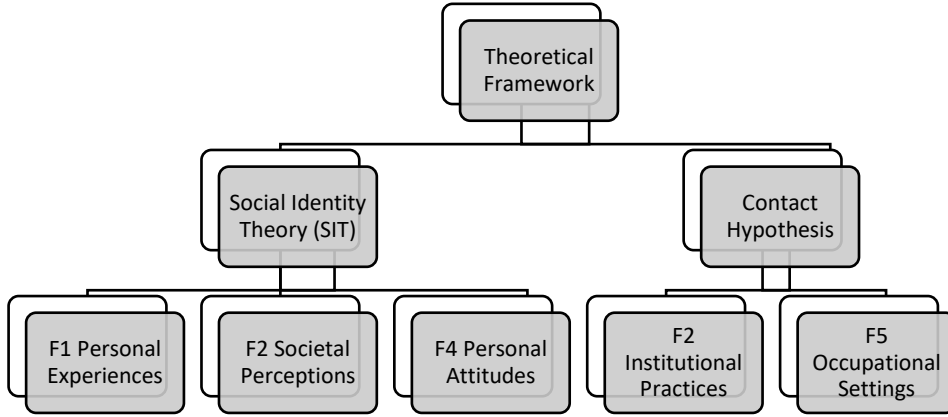 Theoretical
Framework
Social Identity
Theory (SIT)
Contact
Hypothesis
F1 Personal
Experiences
F2 Societal
Perceptions
F4 Personal
Attitudes
F2
Institutional
Practices
F5
Occupational
Settings